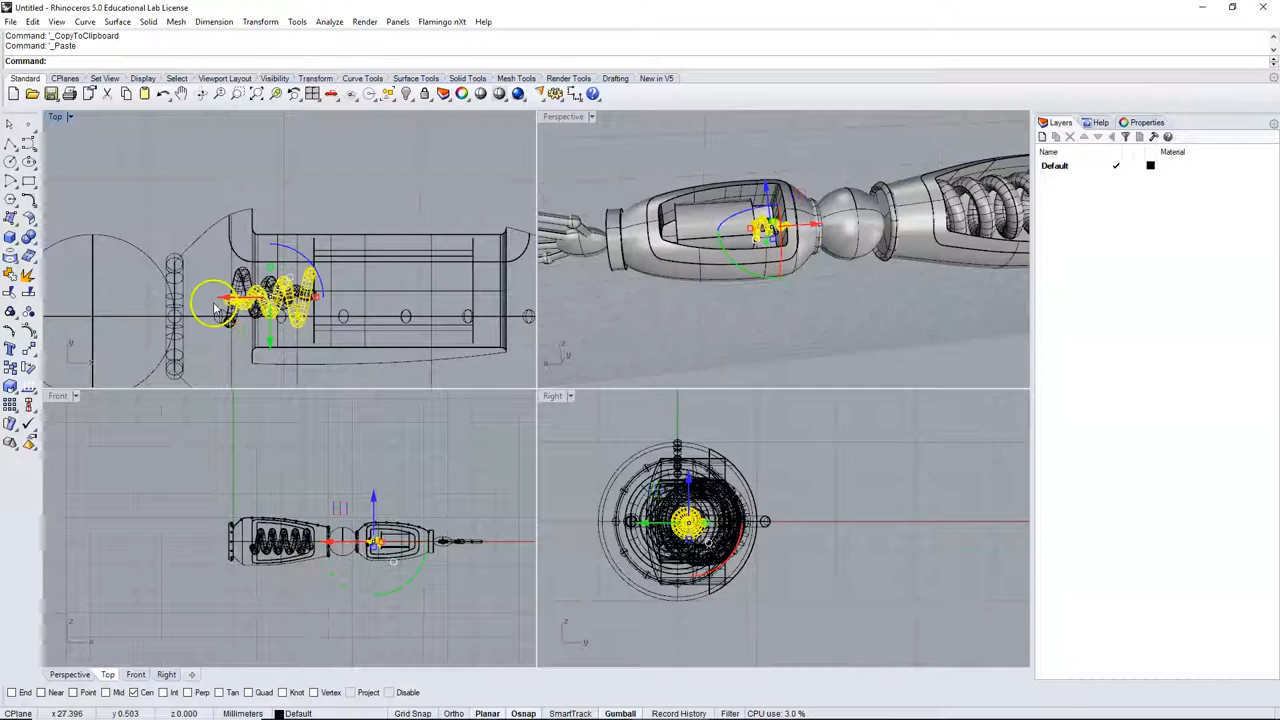 Untitled - Rhinoceros 5.0 Educational Lab License
File Edit View Curve Surface Solid Mesh Dimension Transform Tools Analyze Render Panels Flamingo nXt Help
Command: '_CopyToClipboard
Command: '_Paste
Command:
Standard CPlanes Set View Display Select Viewport Layout Visibility Transform Curve Tools Surface Tools Solid Tools Mesh Tools Render Tools Drafting New in V5
Top
Perspective
Layers Help Properties
Name Material
Default
y
x
z
x y
Front
Right
z
x
z
y
Perspective Top Front Right
End Near Point Mid Cen Int Perp Tan Quad Knot Vertex Project Disable
CPlane x 27.396 y 0.503 z 0.000 Millimeters Default Grid Snap Ortho Planar Osnap SmartTrack Gumball Record History Filter CPU use: 3.0 %